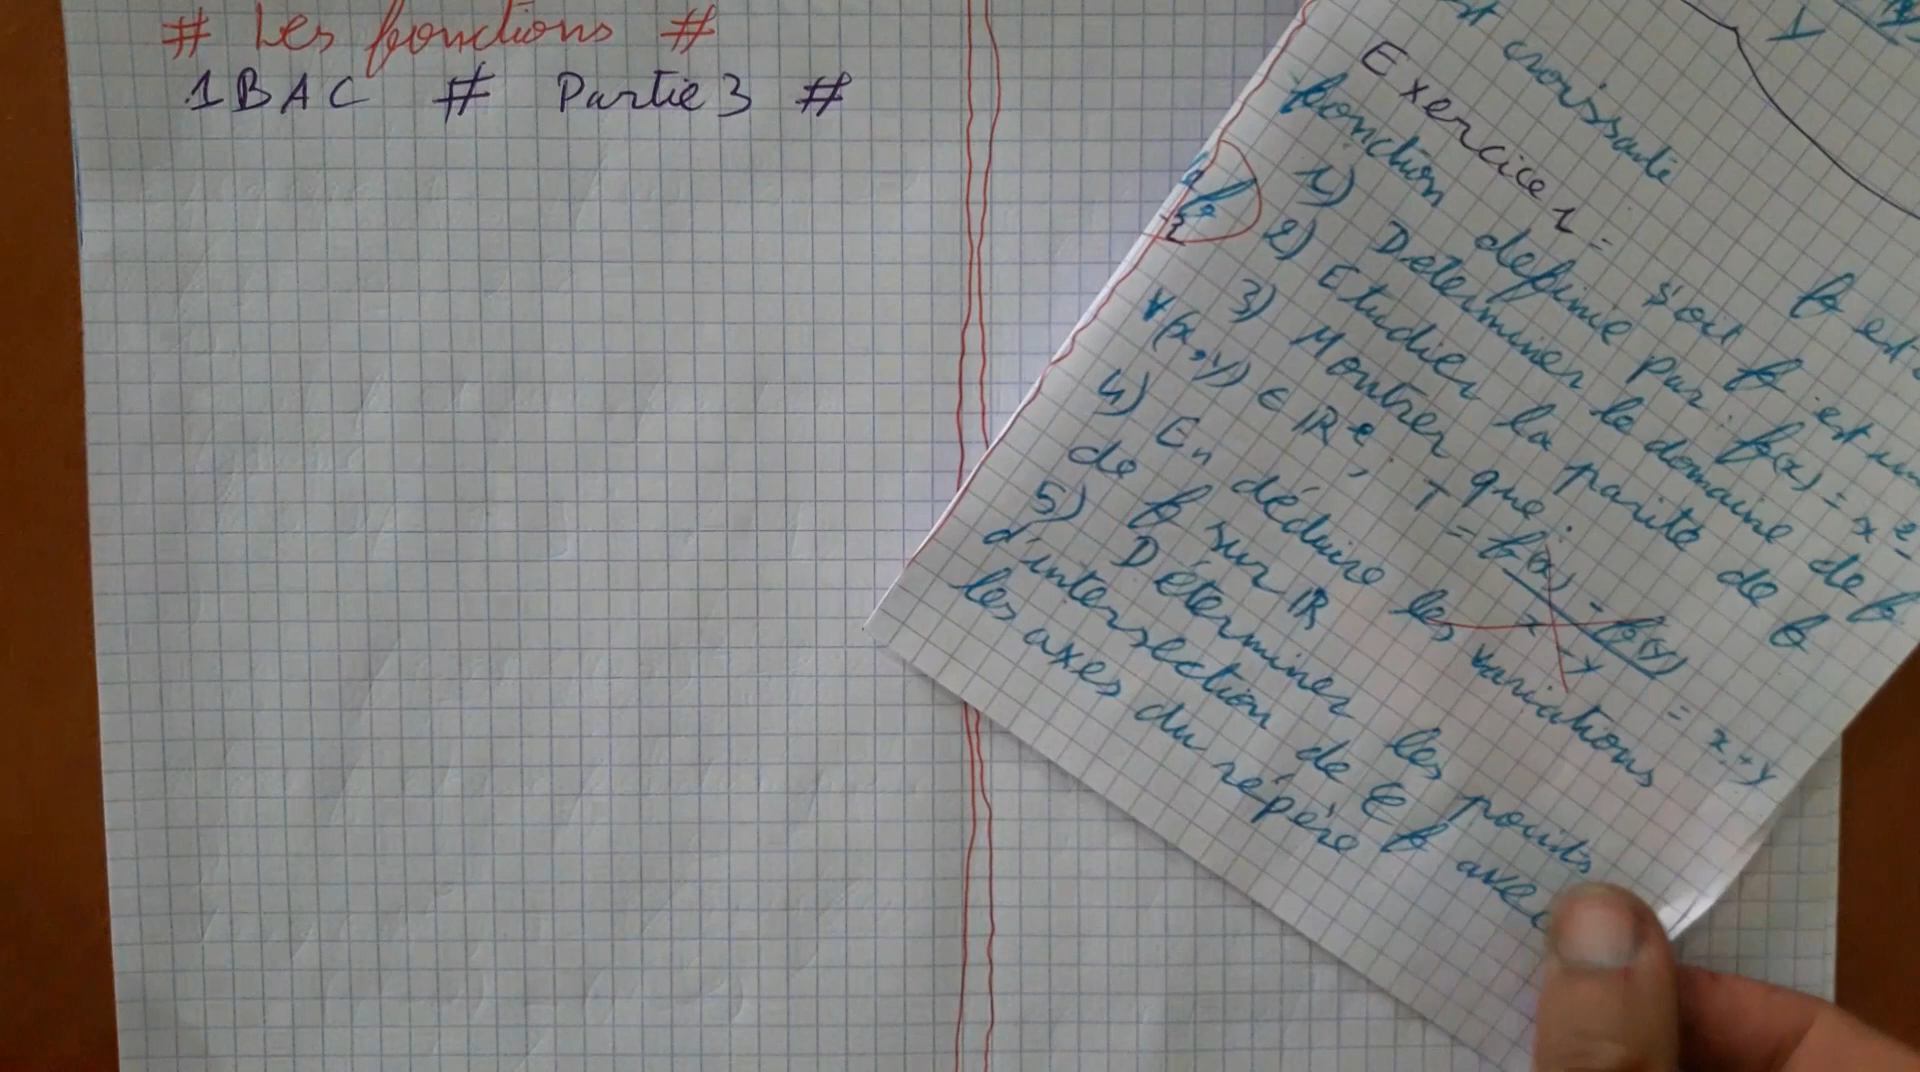 # Les fonctions #
1BAC # Partie 3 #
est croissante
f est
Exercice 1 : Soit f est une
fonction definie par : f(x) = x² -
1) Déterminer le domaine de f
2) Etudier la parité de f
3) Montrer que :
∀(x,y) ∈ IR², T = f(x) - f(y) / x - y = x + y
4) En déduire les variations
de f sur IR
5) Déterminer les points
d'intersection de Cf avec
les axes du répère